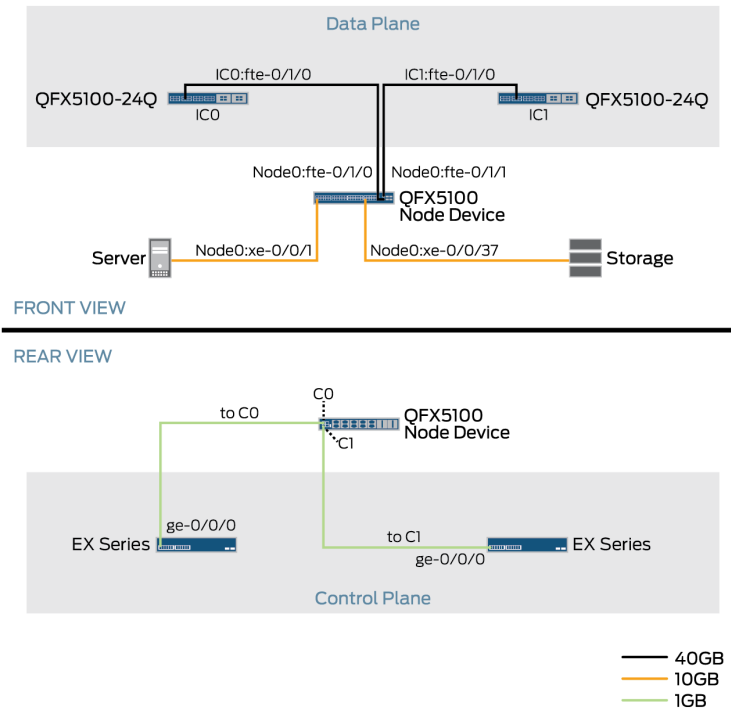 Data Plane
IC0:fte-0/1/0
IC1:fte-0/1/0
QFX5100-24Q
IC0
IC1
QFX5100-24Q
Node0:fte-0/1/0
Node0:fte-0/1/1
QFX5100
Node Device
Server
Node0:xe-0/0/1
Node0:xe-0/0/37
Storage
FRONT VIEW
REAR VIEW
C0
to C0
QFX5100
Node Device
C1
ge-0/0/0
EX Series
to C1
ge-0/0/0
EX Series
Control Plane
40GB
10GB
1GB